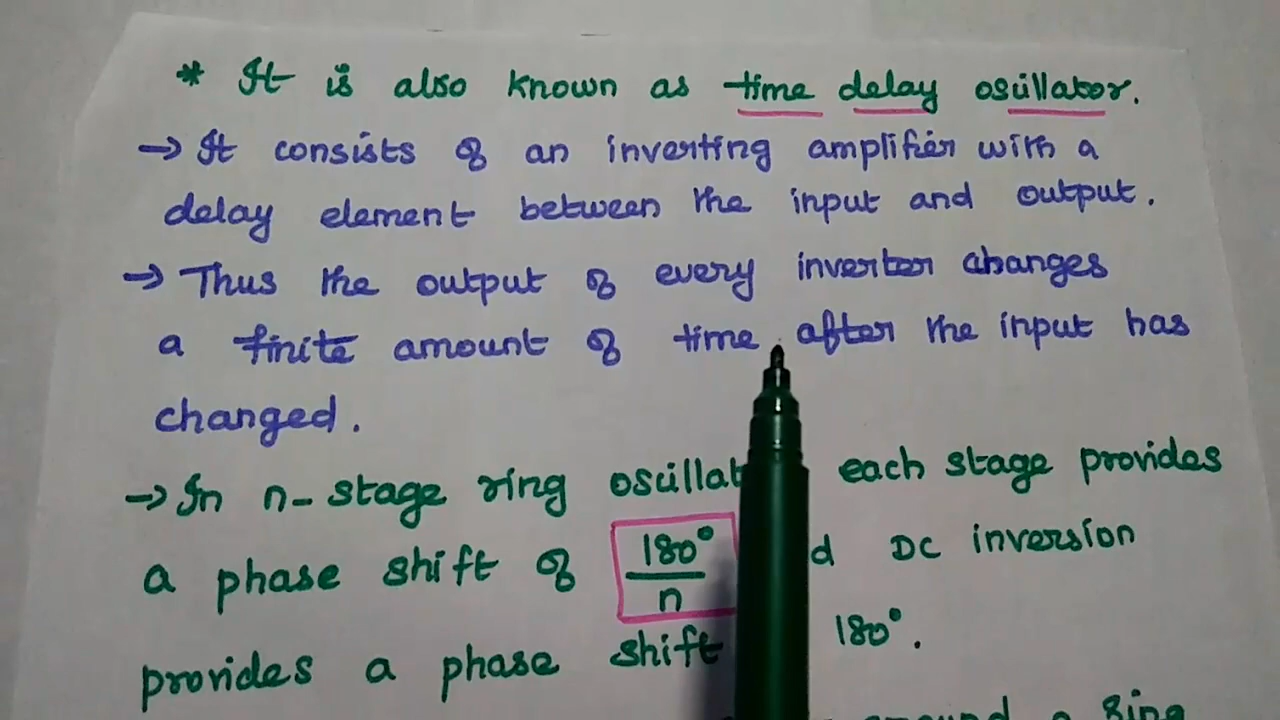 * It is also known as time delay oscillator.
→ It consists of an inverting amplifier with a
delay element between the input and output.
→ Thus the output of every inverter changes
a finite amount of time after the input has
changed.
→ In n-stage ring oscillat each stage provides
a phase shift of 180°/n d DC inversion
provides a phase shift 180°.
around a ring